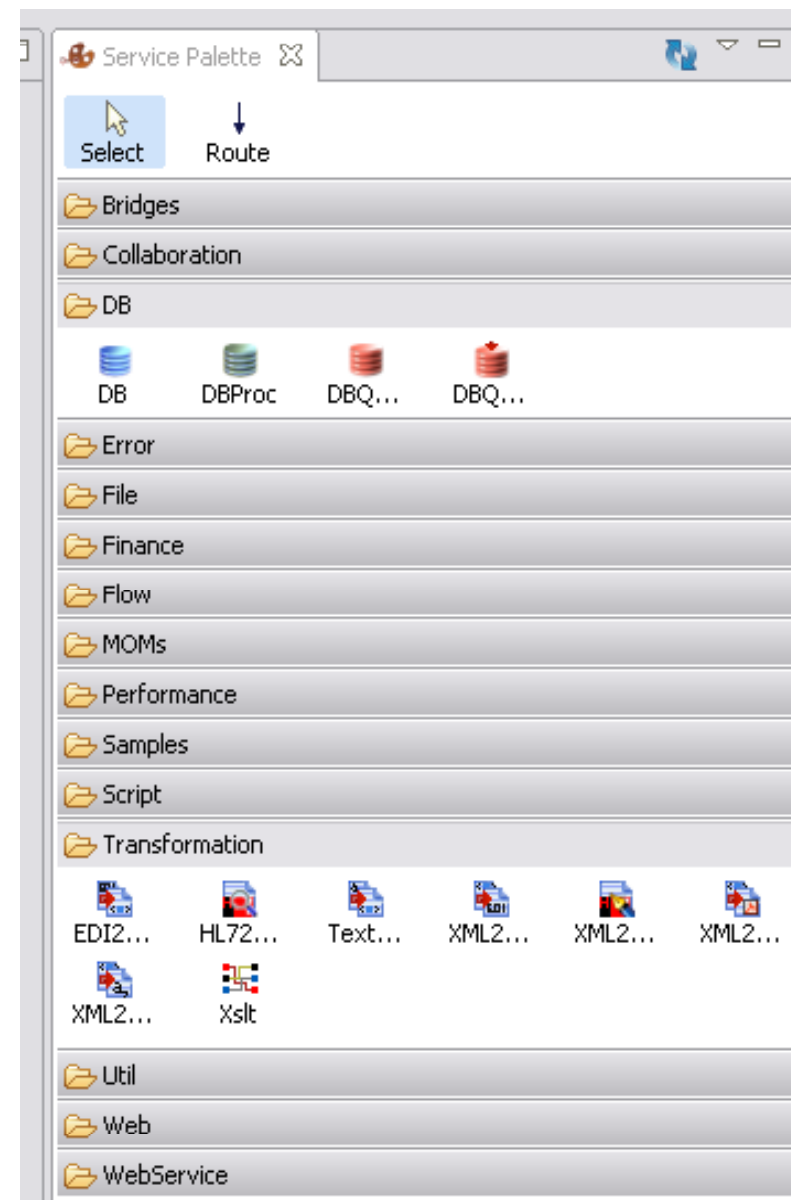 Service Palette
Select Route
Bridges
Collaboration
DB
DB DBProc DBQ... DBQ...
Error
File
Finance
Flow
MOMs
Performance
Samples
Script
Transformation
EDI2... HL72... Text... XML2... XML2... XML2...
XML2... Xslt
Util
Web
WebService